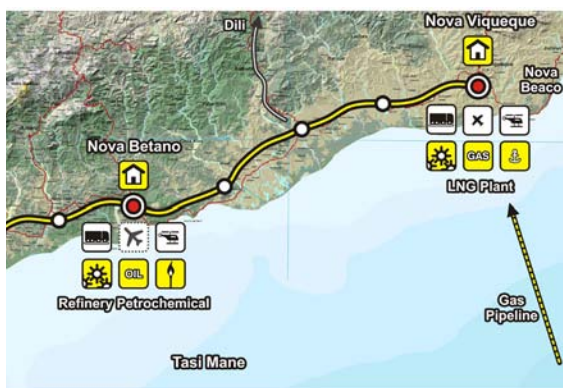 Nova Viqueque
Dili
Nova
Beaco
Nova Betano
GAS
LNG Plant
OIL
Refinery Petrochemical
Gas
Pipeline
Tasi Mane